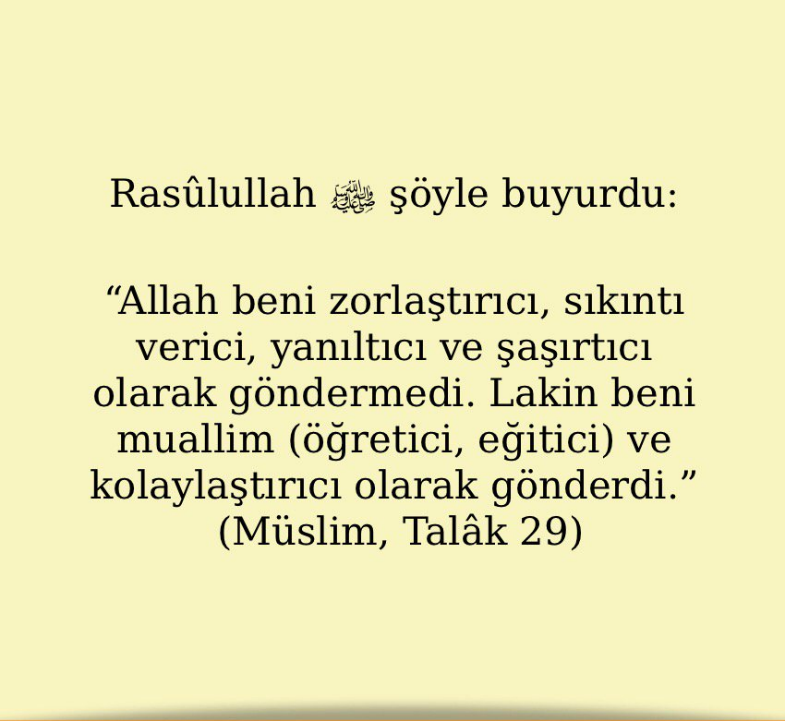 Rasûlullah ﷺ şöyle buyurdu:
“Allah beni zorlaştırıcı, sıkıntı
verici, yanıltıcı ve şaşırtıcı
olarak göndermedi. Lakin beni
muallim (öğretici, eğitici) ve
kolaylaştırıcı olarak gönderdi.”
(Müslim, Talâk 29)